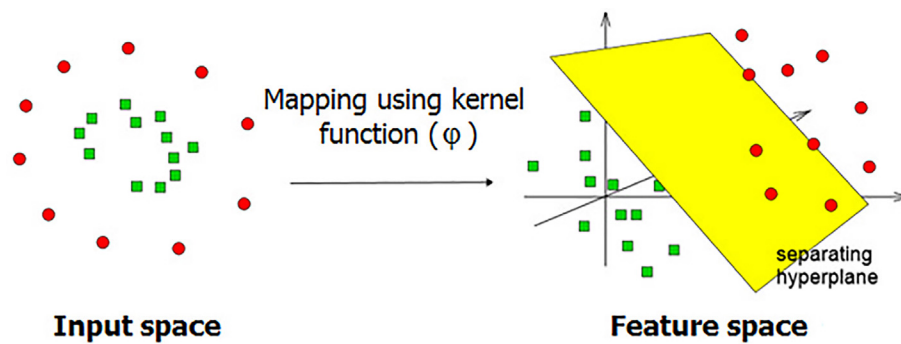 Mapping using kernel
function (φ)
separating
hyperplane
Input space
Feature space